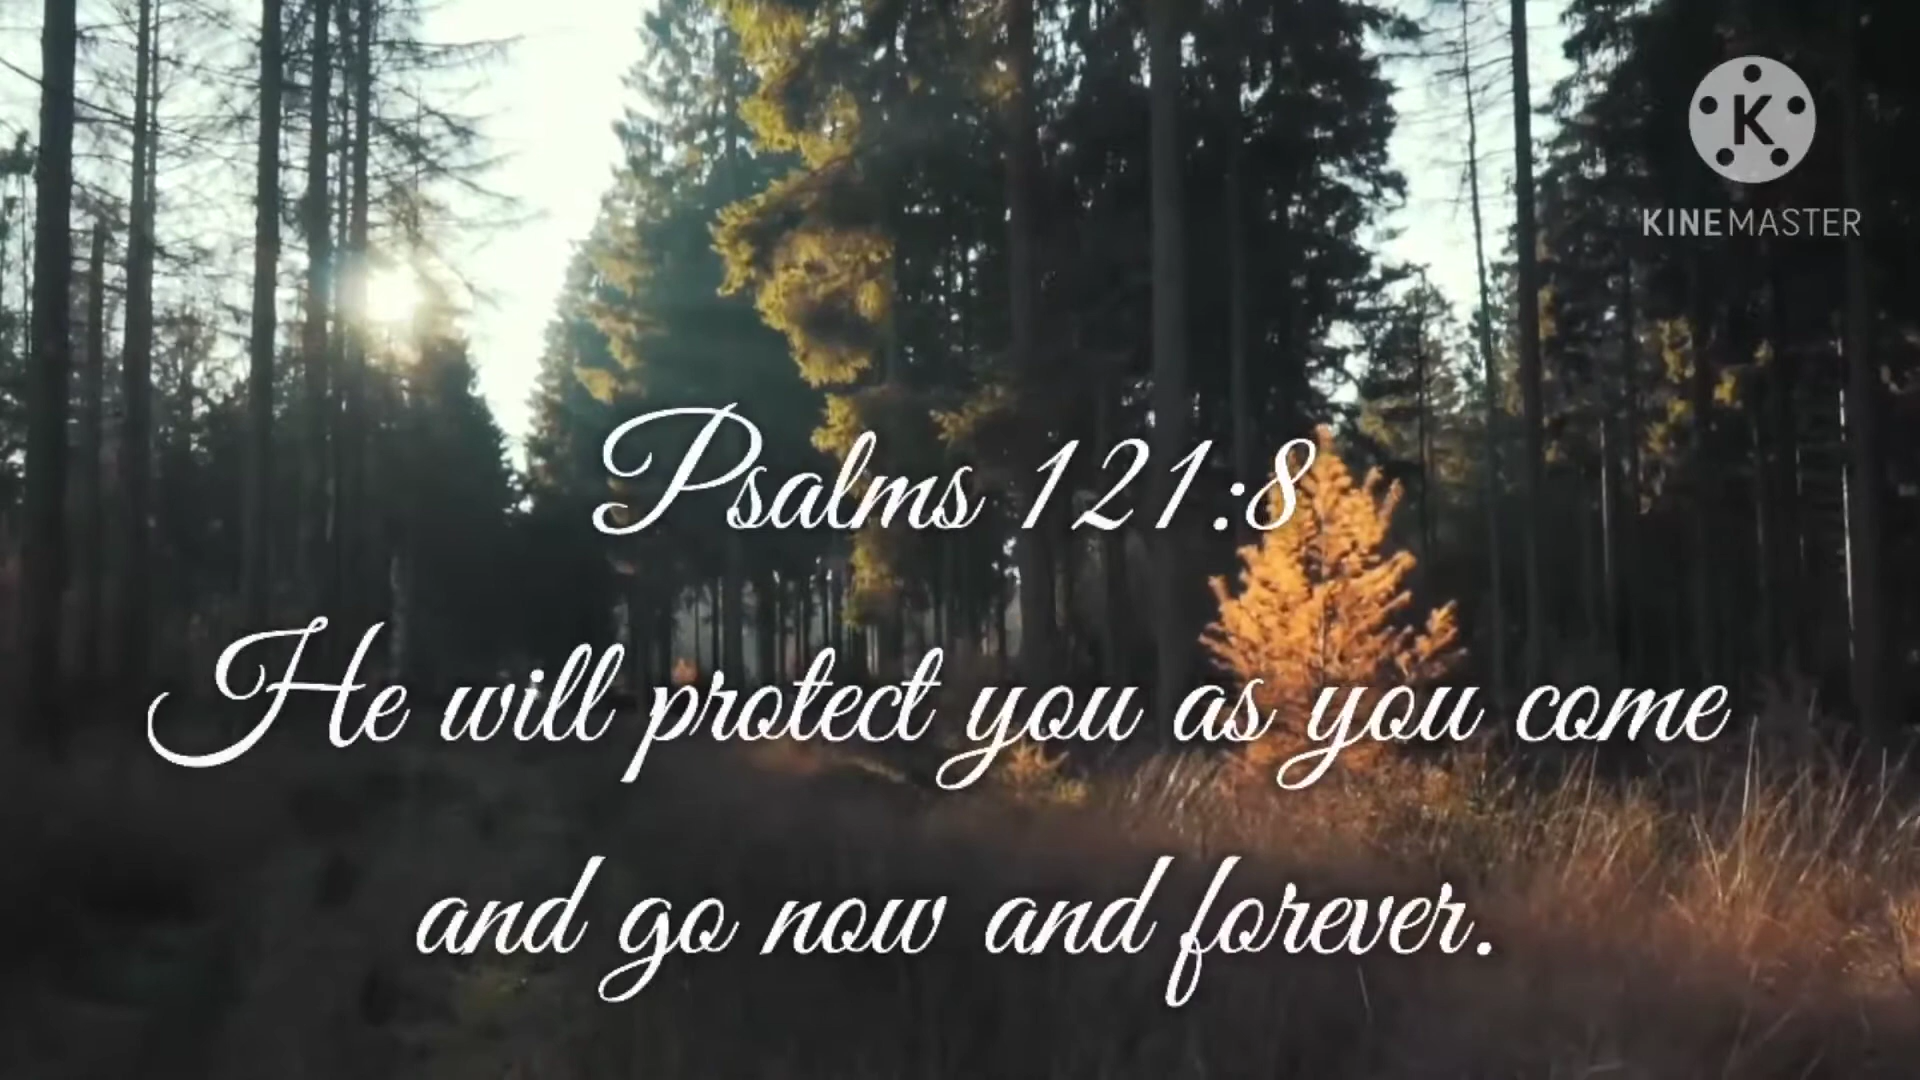 K
KINEMASTER
Psalms 121:8
He will protect you as you come
and go now and forever.